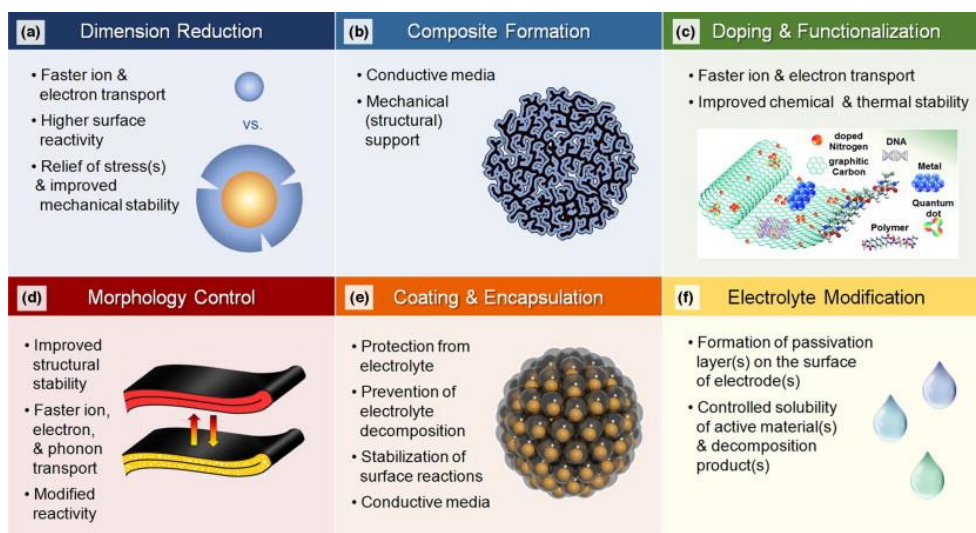 (a) Dimension Reduction
• Faster ion &
electron transport
• Higher surface
reactivity
• Relief of stress(s)
& improved
mechanical stability
vs.
(b) Composite Formation
• Conductive media
• Mechanical
(structural)
support
(c) Doping & Functionalization
• Faster ion & electron transport
• Improved chemical & thermal stability
doped
Nitrogen
graphitic
Carbon
DNA
Metal
Quantum
dot
Polymer
(d) Morphology Control
• Improved
structural
stability
• Faster ion,
electron,
& phonon
transport
• Modified
reactivity
(e) Coating & Encapsulation
• Protection from
electrolyte
• Prevention of
electrolyte
decomposition
• Stabilization of
surface reactions
• Conductive media
(f) Electrolyte Modification
• Formation of passivation
layer(s) on the surface
of electrode(s)
• Controlled solubility
of active material(s)
& decomposition
product(s)